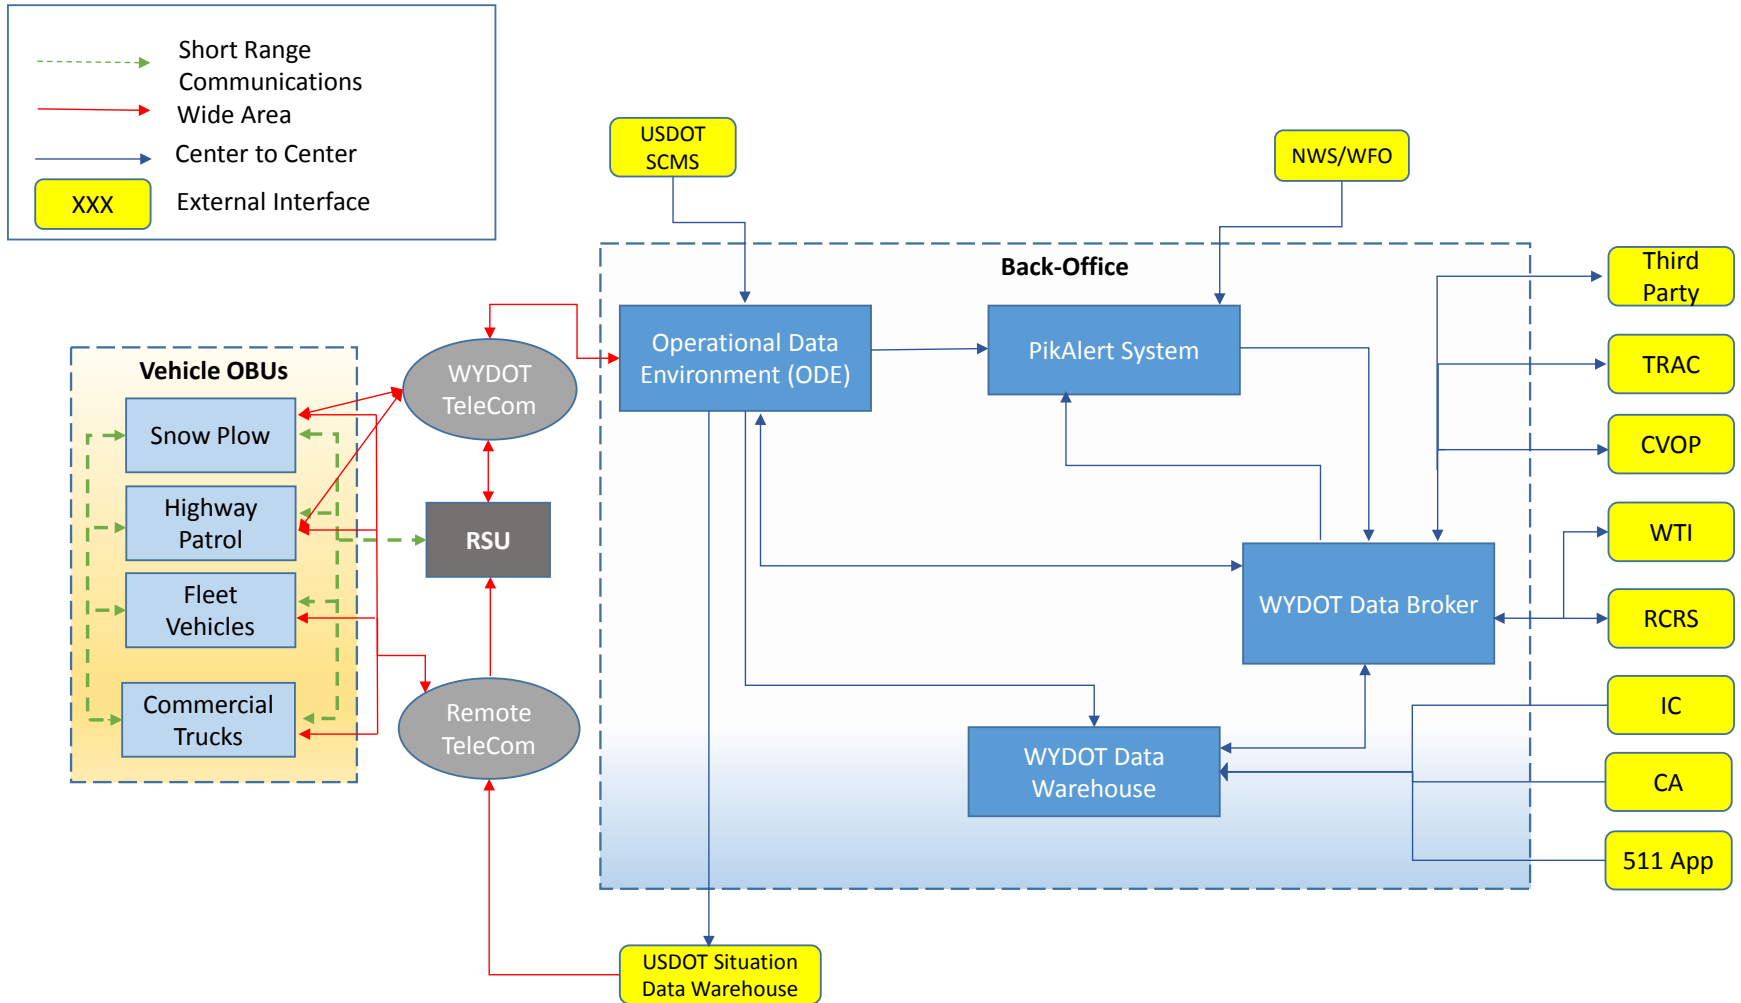 Short Range
Communications
Wide Area
Center to Center
XXX
External Interface
USDOT
SCMS
NWS/WFO
Back-Office
Third
Party
Operational Data
Environment (ODE)
PikAlert System
TRAC
Vehicle OBUs
WYDOT
TeleCom
Snow Plow
CVOP
Highway
Patrol
RSU
WTI
Fleet
Vehicles
WYDOT Data Broker
RCRS
Commercial
Trucks
Remote
TeleCom
IC
WYDOT Data
Warehouse
CA
511 App
USDOT Situation
Data Warehouse